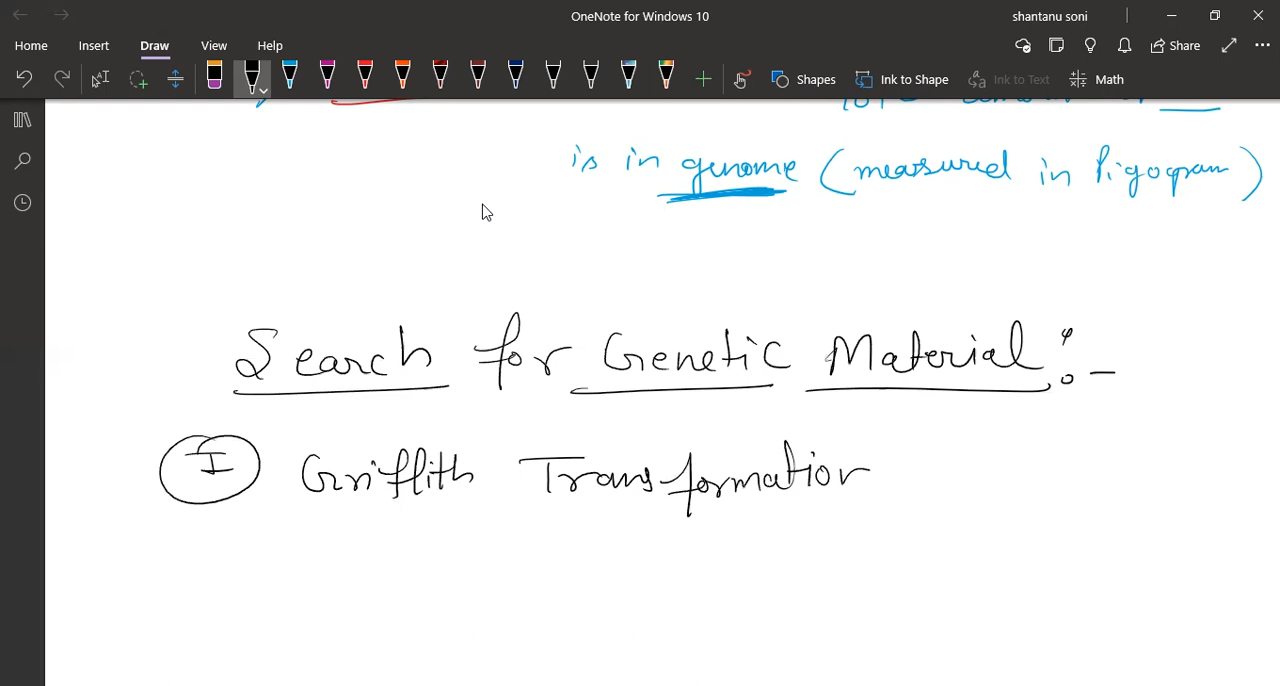 OneNote for Windows 10
shantanu soni
Home Insert Draw View Help
Share
Shapes Ink to Shape Ink to Text Math
is in genome (measured in Pigogram)
Search for Genetic Material :-
I Griffith Transformation